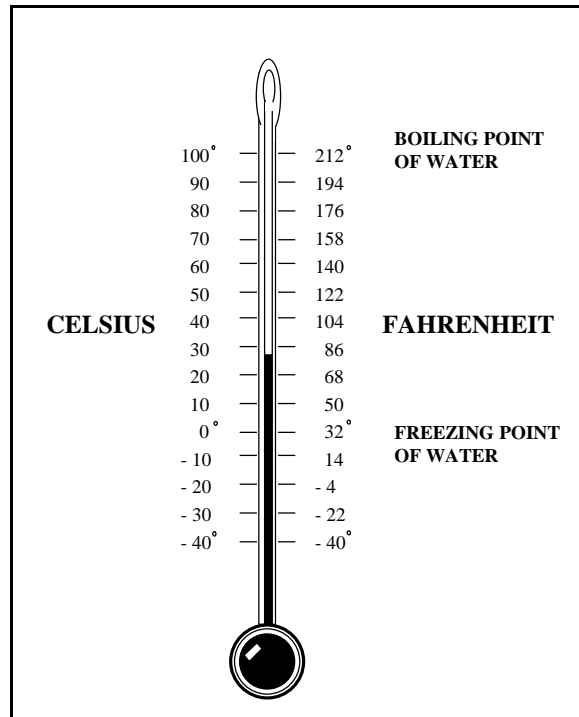 BOILING POINT
OF WATER
100° 212°
90 194
80 176
70 158
60 140
50 122
CELSIUS 40 104 FAHRENHEIT
30 86
20 68
10 50
0° 32° FREEZING POINT
OF WATER
- 10 14
- 20 - 4
- 30 - 22
- 40° - 40°